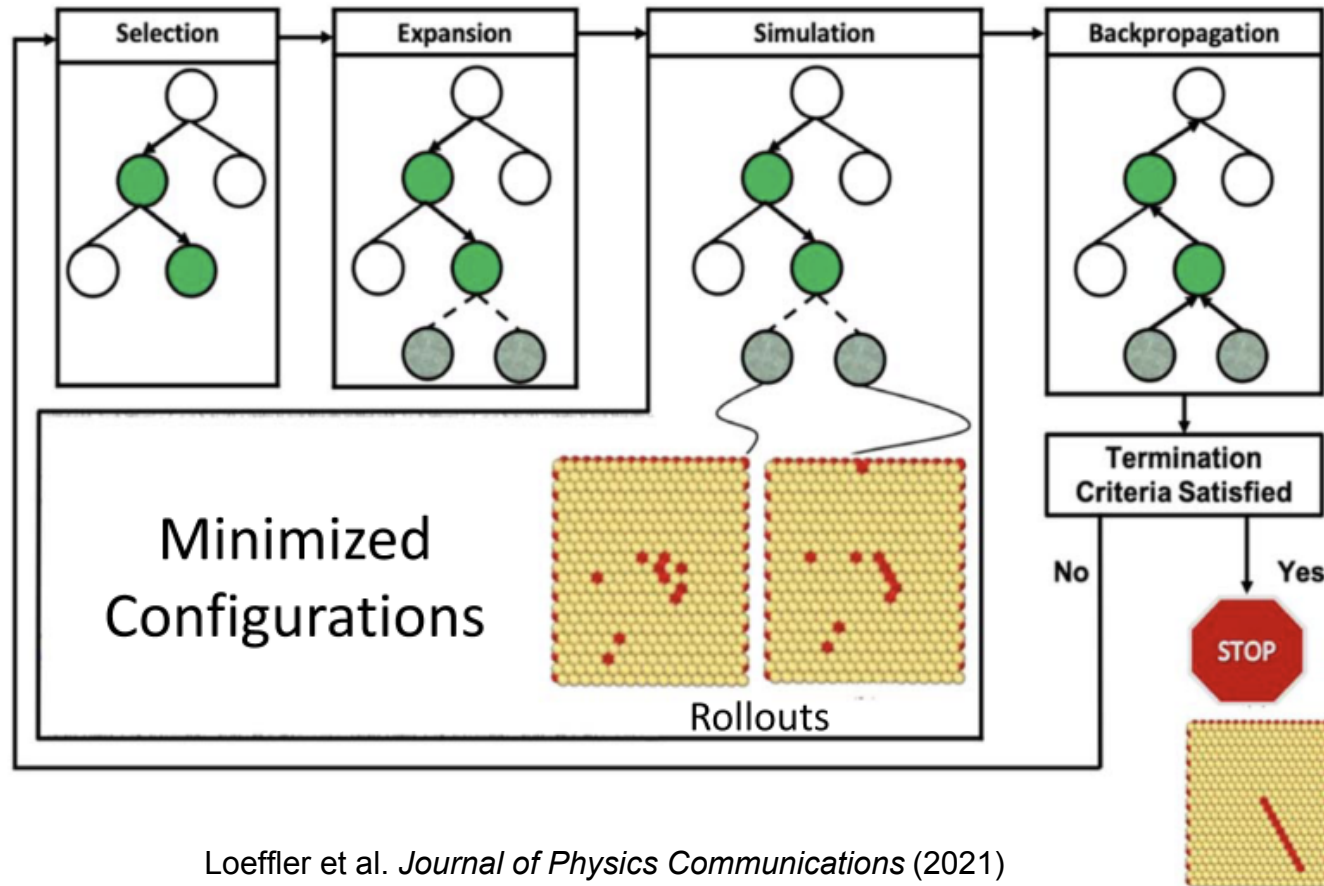 Selection
Expansion
Simulation
Backpropagation
Termination
Criteria Satisfied
No
Yes
STOP
Minimized
Configurations
Rollouts
Loeffler et al. Journal of Physics Communications (2021)